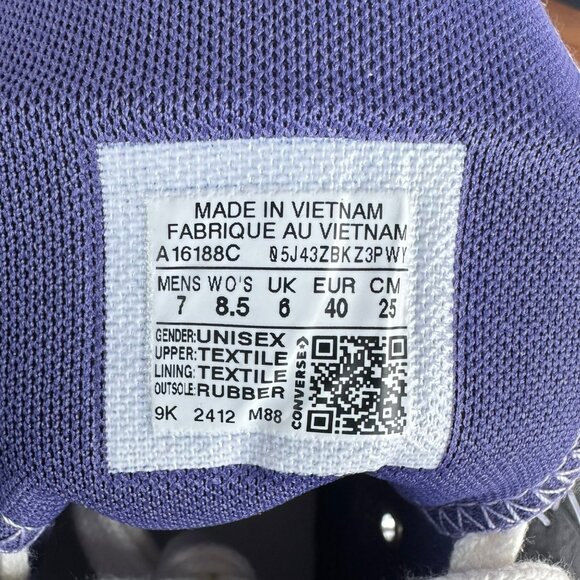 MADE IN VIETNAM
FABRIQUE AU VIETNAM
A16188C 05J43ZBKZ3PWY
MENS WO'S UK EUR CM
7 8.5 6 40 25
GENDER:UNISEX
UPPER:TEXTILE
LINING:TEXTILE
OUTSOLE:RUBBER
9K 2412 M88
CONVERSE